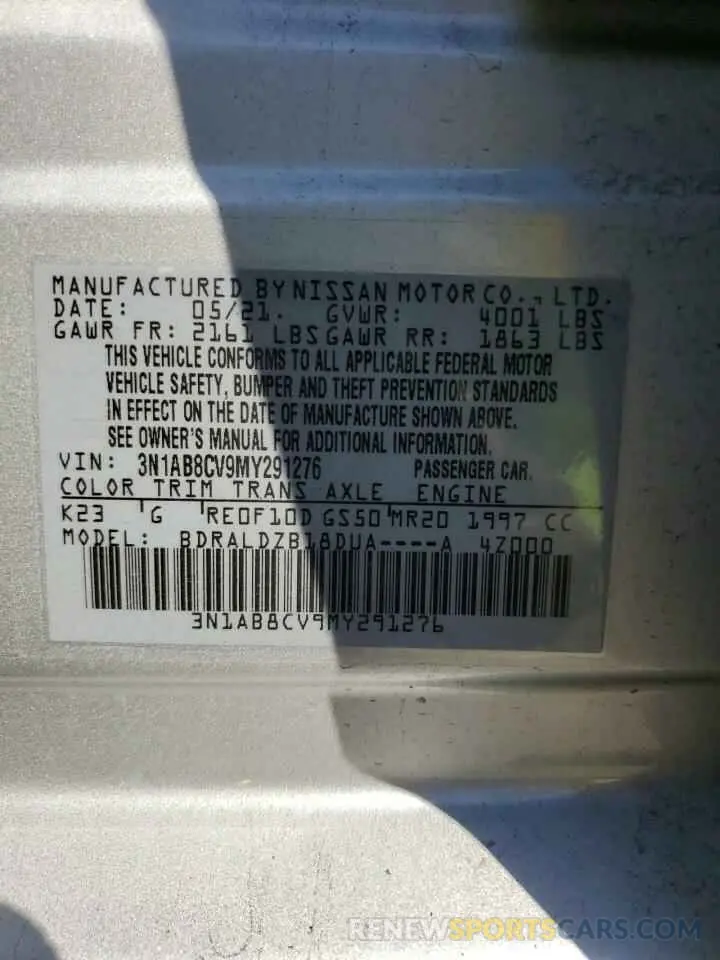 MANUFACTURED BY NISSAN MOTOR CO., LTD.
DATE: 05/21. GVWR: 4001 LBS
GAWR FR: 2161 LBS GAWR RR: 1863 LBS
THIS VEHICLE CONFORMS TO ALL APPLICABLE FEDERAL MOTOR
VEHICLE SAFETY, BUMPER AND THEFT PREVENTION STANDARDS
IN EFFECT ON THE DATE OF MANUFACTURE SHOWN ABOVE.
SEE OWNER'S MANUAL FOR ADDITIONAL INFORMATION.
VIN: 3N1AB8CV9MY291276 PASSENGER CAR.
COLOR TRIM TRANS AXLE ENGINE
K23 G RE0F10D GS50 MR20 1997 CC
MODEL: BDRALDZB18DUA----A 4Z000
3N1AB8CV9MY291276
RENEWSPORTSCARS.COM